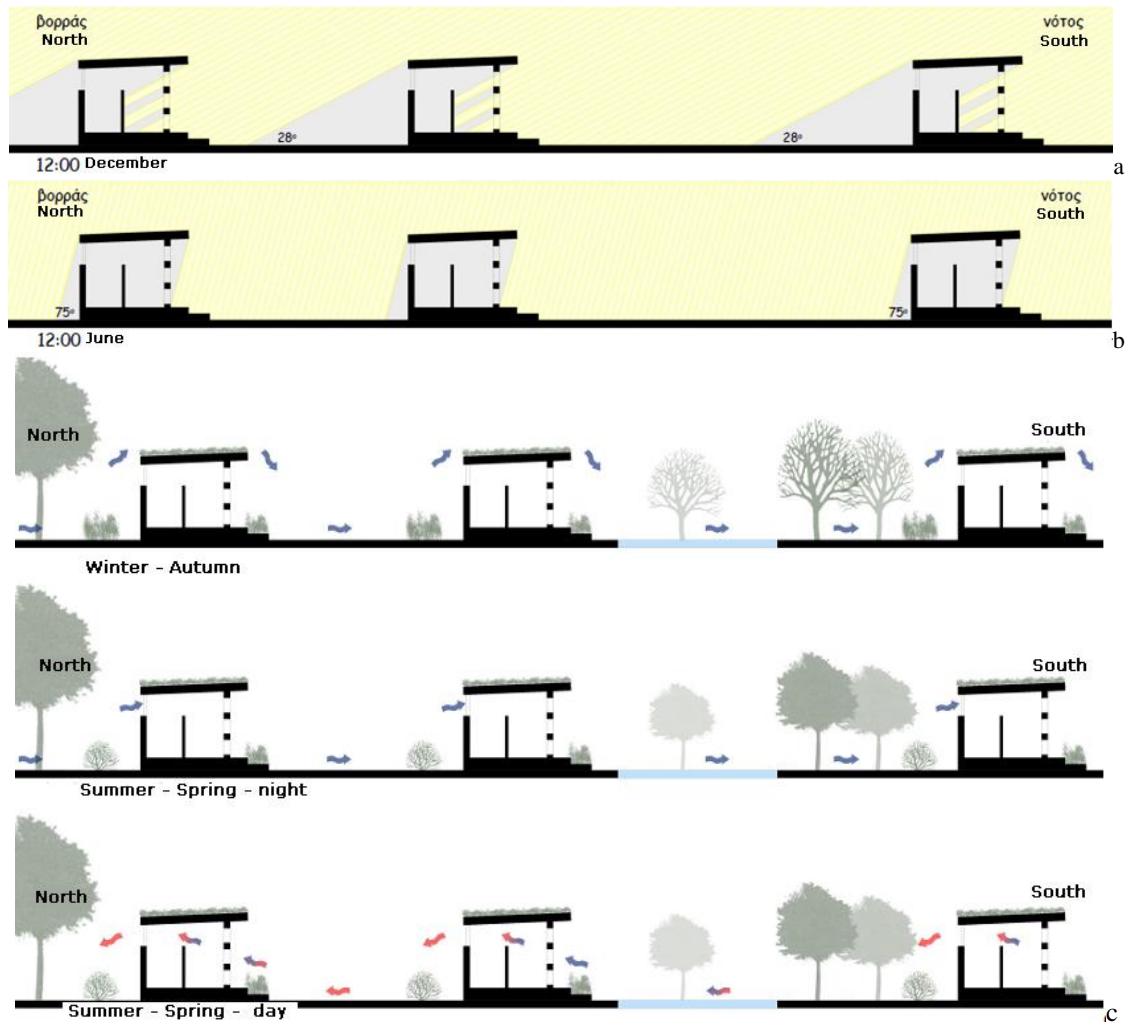 βορράς νότος
North South
28º 28º
12:00 December
a
βορράς νότος
North South
75º 75º
12:00 June
b
North South
Winter - Autumn
North South
Summer - Spring - night
North South
Summer - Spring - day
c